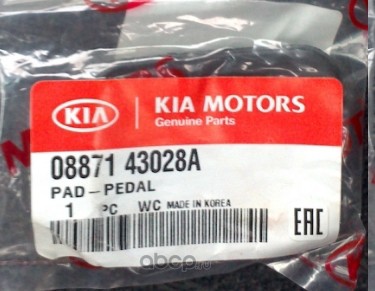 KIA
KIA MOTORS
Genuine Parts
08871 43028A
PAD-PEDAL
1 PC WC MADE IN KOREA
EAC